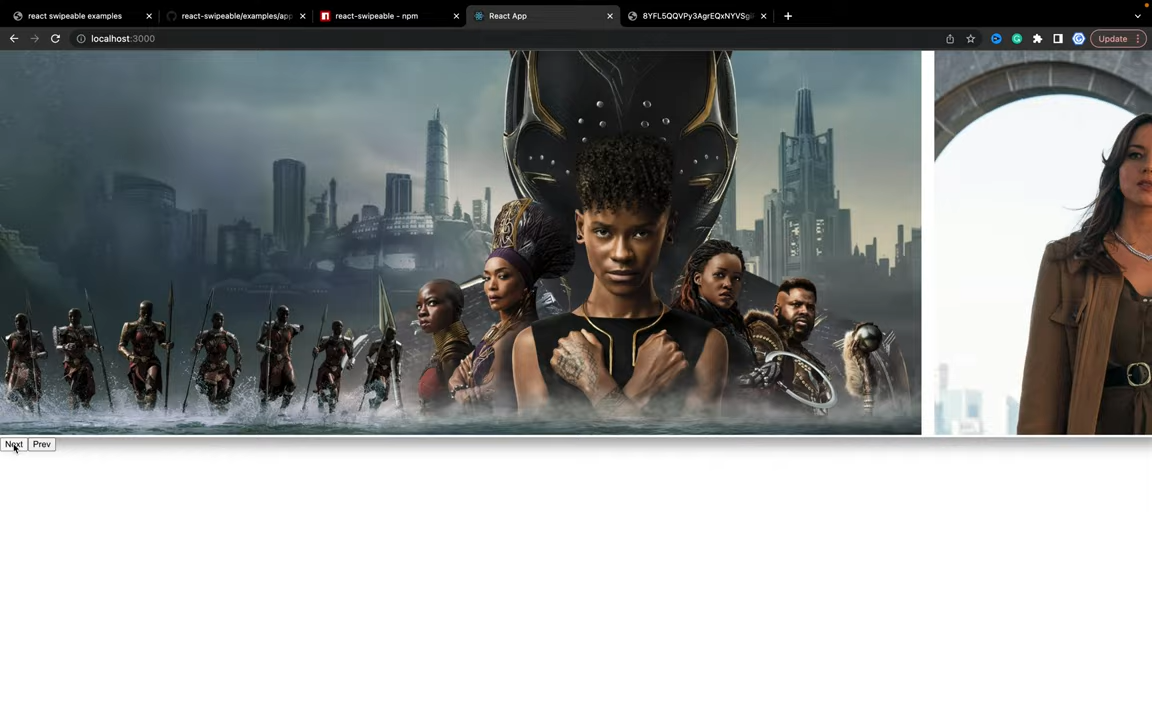 react swipeable examples
react-swipeable/examples/app
react-swipeable - npm
React App
8YFL5QQVPy3AgrEQxNYVSg
localhost:3000
Update
Next Prev